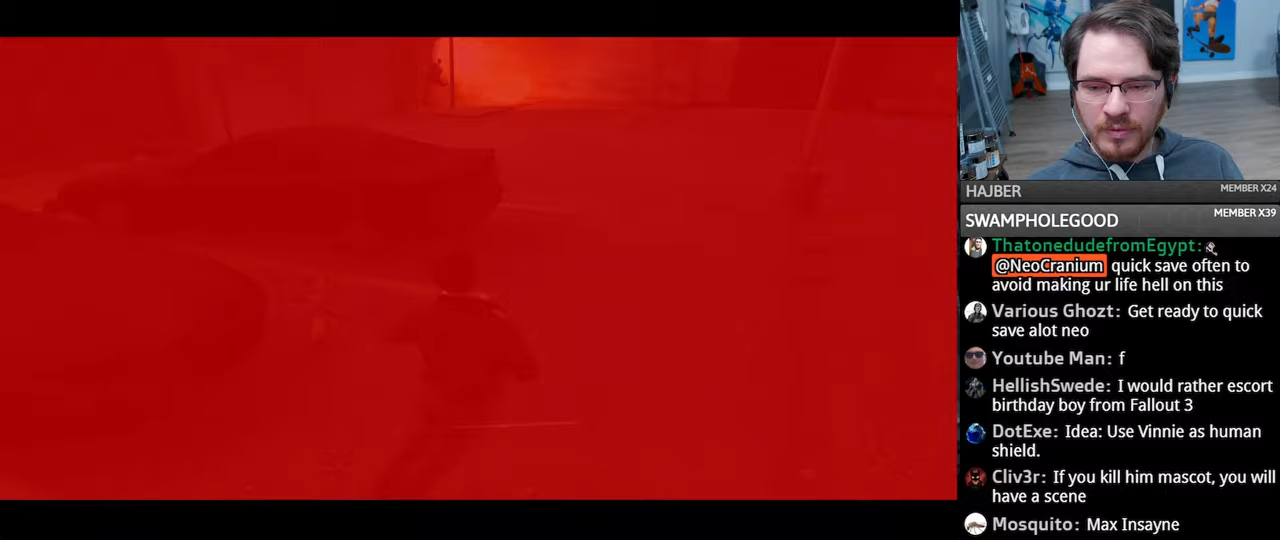 HAJBER
MEMBER X24
SWAMPHOLEGOOD
MEMBER X39
ThatonedudefromEgypt:
@NeoCranium quick save often to
avoid making ur life hell on this
Various Ghozt: Get ready to quick
save alot neo
Youtube Man: f
HellishSwede: I would rather escort
birthday boy from Fallout 3
DotExe: Idea: Use Vinnie as human
shield.
Cliv3r: If you kill him mascot, you will
have a scene
Mosquito: Max Insayne